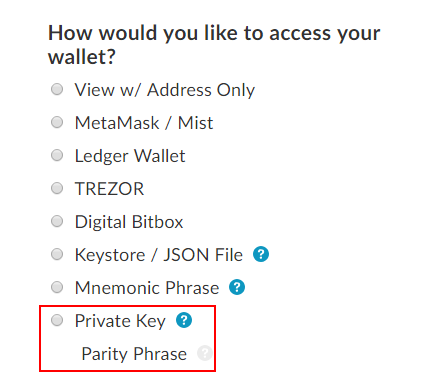 How would you like to access your
wallet?
View w/ Address Only
MetaMask / Mist
Ledger Wallet
TREZOR
Digital Bitbox
Keystore / JSON File ?
Mnemonic Phrase ?
Private Key ?
Parity Phrase ?